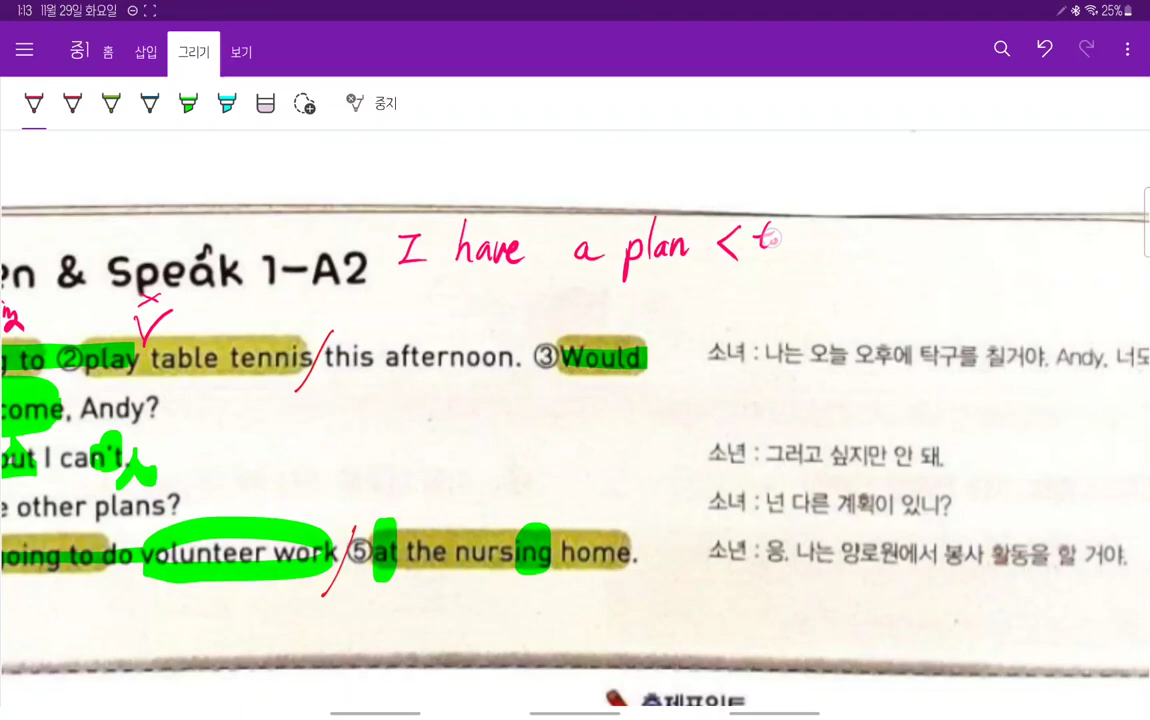 1:13 11월 29일 화요일 25%
중1 홈 삽입 그리기 보기
중지
I have a plan < to
en & Speak 1-A2
g to ②play table tennis this afternoon. ③Would 소녀 : 나는 오늘 오후에 탁구를 칠거야. Andy, 너도
come, Andy?
but I can't. 소년 : 그러고 싶지만 안 돼.
e other plans? 소녀 : 넌 다른 계획이 있니?
going to do volunteer work ⑤at the nursing home. 소년 : 응, 나는 양로원에서 봉사 활동을 할 거야.
출제포인트